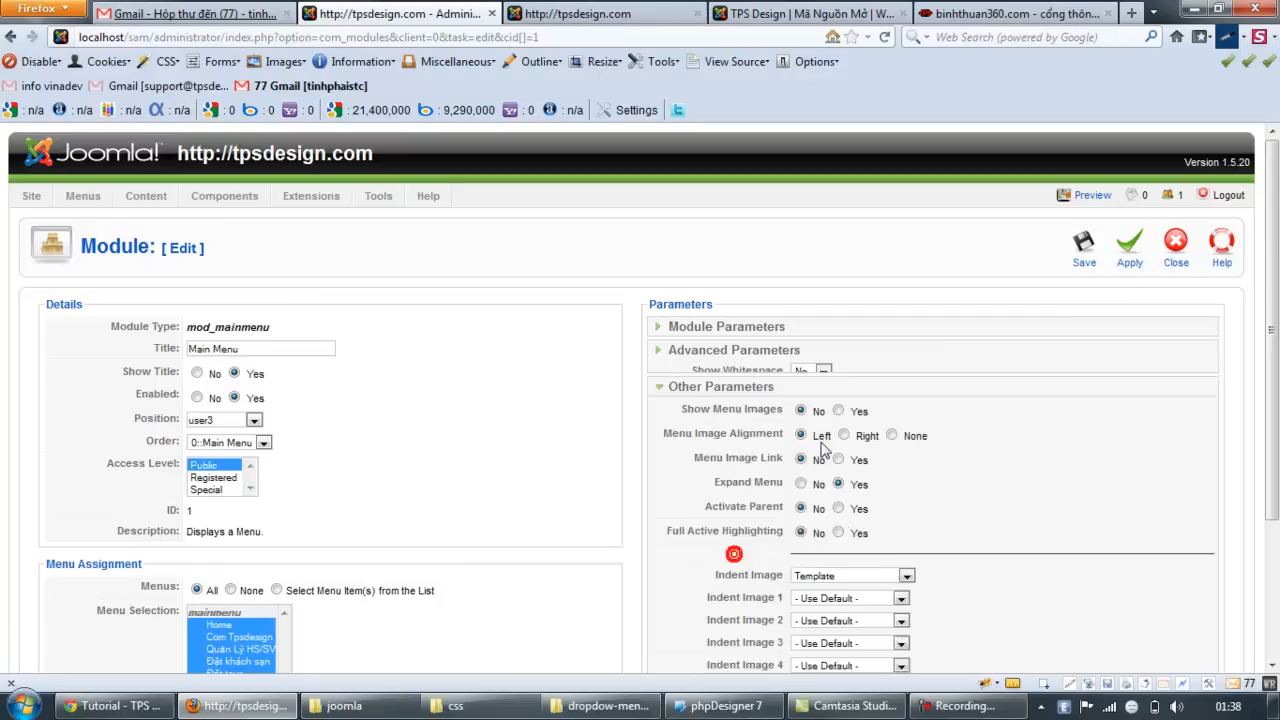 Firefox
Gmail - Hộp thư đến (77) - tinh...
http://tpsdesign.com - Admini...
http://tpsdesign.com
TPS Design | Mã Nguồn Mở | W...
binhthuan360.com - cổng thôn...
localhost/sam/administrator/index.php?option=com_modules&client=0&task=edit&cid[]=1
Web Search (powered by Google)
Disable Cookies CSS Forms Images Information Miscellaneous Outline Resize Tools View Source Options
info vinadev Gmail [support@tpsde... 77 Gmail [tinhphaistc]
: n/a : n/a : n/a : n/a : 0 : 0 : 0 : 21,400,000 : 9,290,000 : n/a : n/a Settings
Joomla! http://tpsdesign.com
Version 1.5.20
Site Menus Content Components Extensions Tools Help Preview 0 1 Logout
Module: [ Edit ]
Save Apply Close Help
Details
Module Type: mod_mainmenu
Title: Main Menu
Show Title: No Yes
Enabled: No Yes
Position: user3
Order: 0::Main Menu
Access Level: Public
Registered
Special
ID: 1
Description: Displays a Menu.
Menu Assignment
Menus: All None Select Menu Item(s) from the List
Menu Selection: mainmenu
Home
Com Tpsdesign
Quản Lý HS/SV
Đặt khách sạn
Parameters
Module Parameters
Advanced Parameters
Show Whitespace No
Other Parameters
Show Menu Images No Yes
Menu Image Alignment Left Right None
Menu Image Link No Yes
Expand Menu No Yes
Activate Parent No Yes
Full Active Highlighting No Yes
Indent Image Template
Indent Image 1 - Use Default -
Indent Image 2 - Use Default -
Indent Image 3 - Use Default -
Indent Image 4 - Use Default -
77
Tutorial - TPS ... http://tpsdesig... joomla css dropdow-men... phpDesigner 7 Camtasia Studi... Recording... 01:38